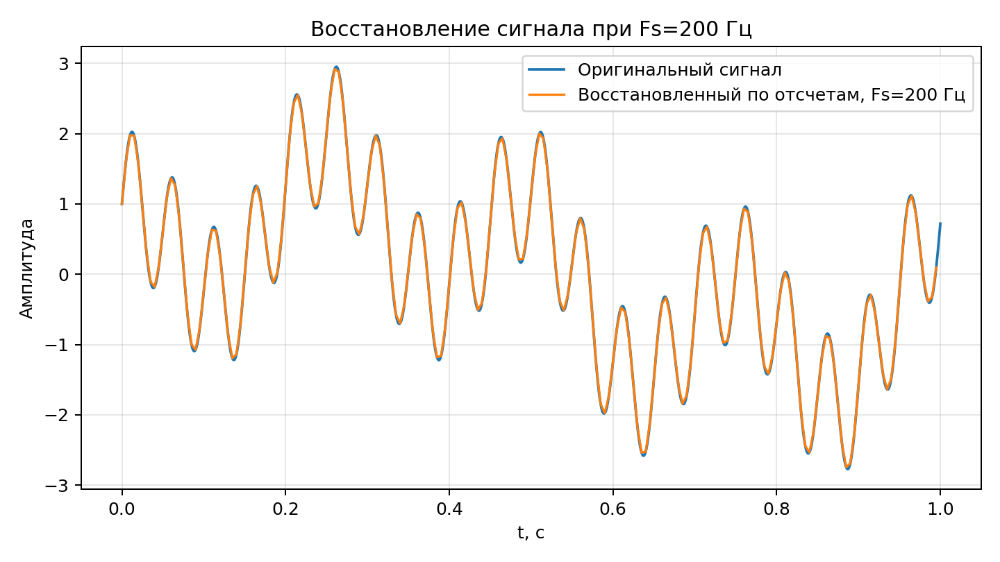 Восстановление сигнала при Fs=200 Гц
Оригинальный сигнал
Восстановленный по отсчетам, Fs=200 Гц
Амплитуда
3
2
1
0
−1
−2
−3
0.0
0.2
0.4
0.6
0.8
1.0
t, с